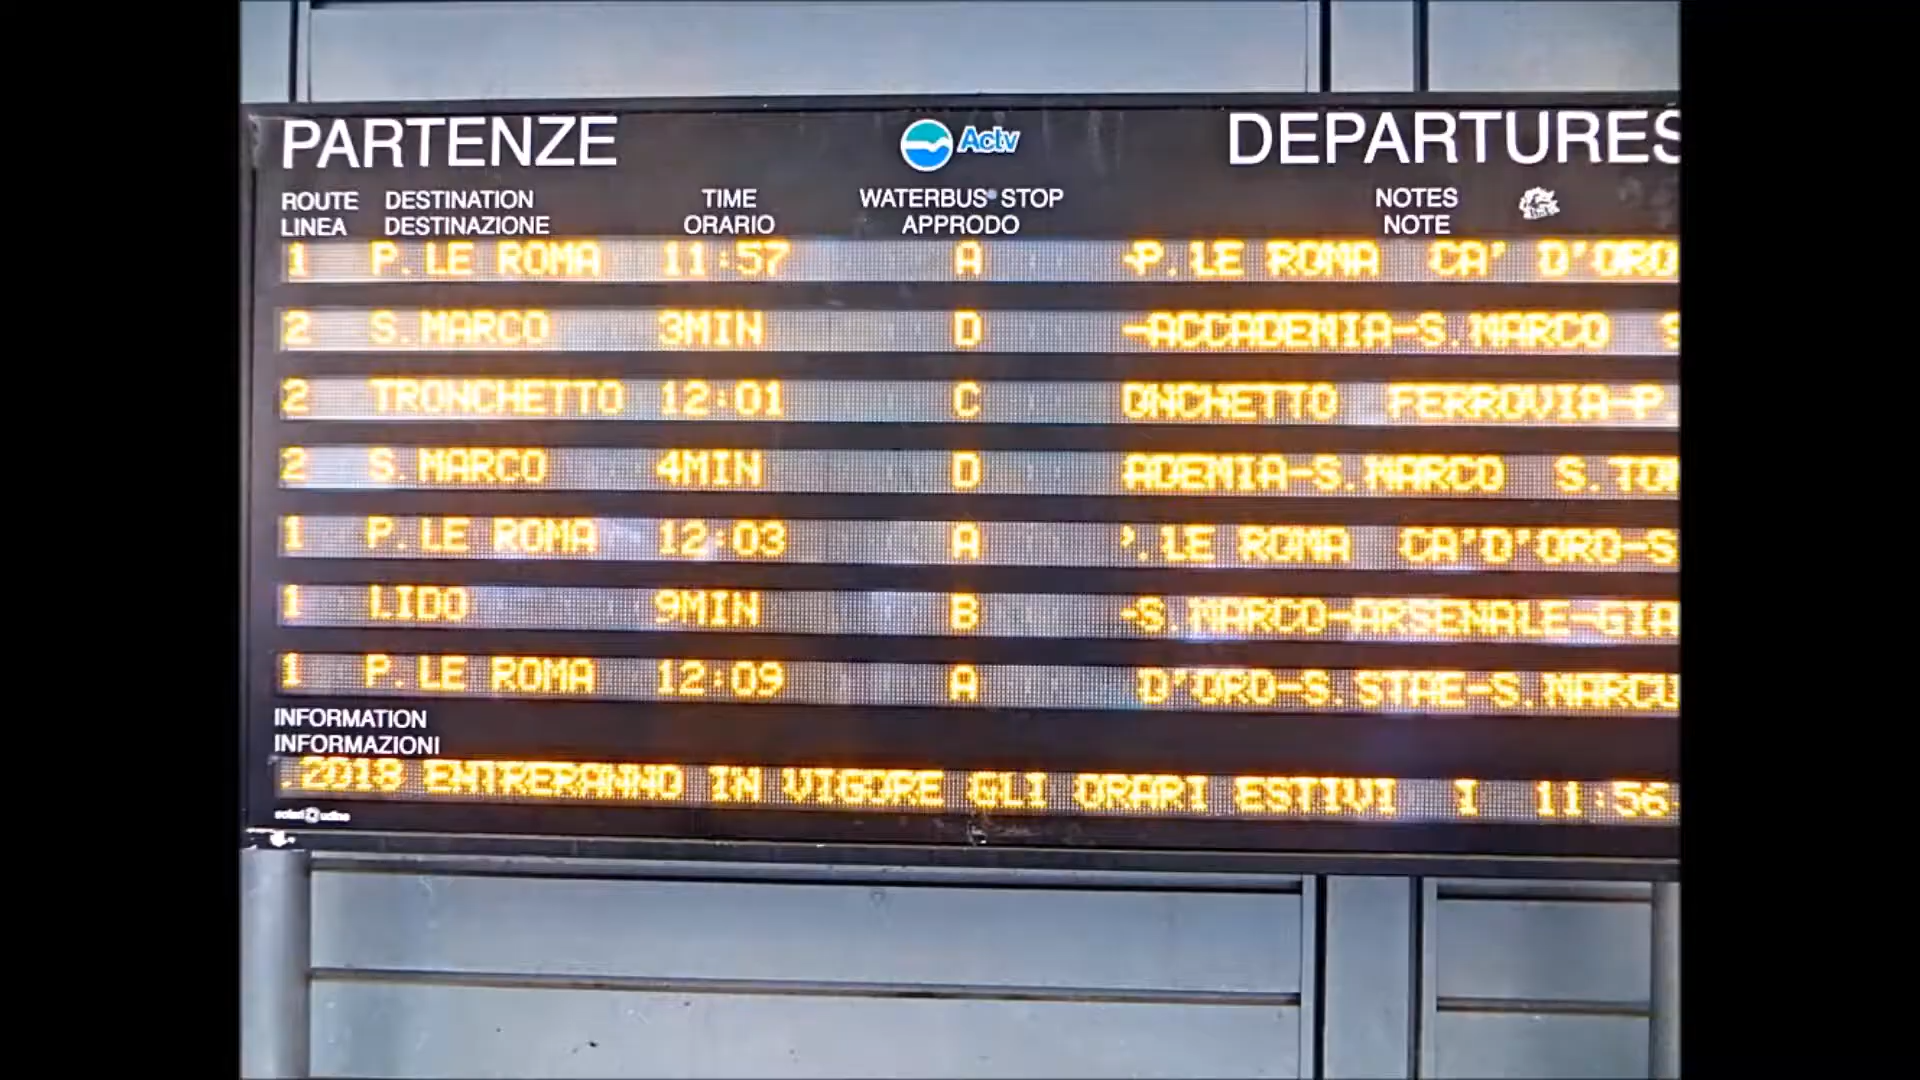 PARTENZE Actv DEPARTURES
ROUTE DESTINATION TIME WATERBUS® STOP NOTES
LINEA DESTINAZIONE ORARIO APPRODO NOTE
1 P.LE ROMA 11:57 A -P.LE ROMA CA' D'ORO
2 S.MARCO 3MIN D -ACCADEMIA-S.MARCO S
2 TRONCHETTO 12:01 C ONCHETTO FERROVIA-P.
2 S.MARCO 4MIN D ADEMIA-S.MARCO S.TO
1 P.LE ROMA 12:03 A .LE ROMA CA'D'ORO-S
1 LIDO 9MIN B -S.MARCO-ARSENALE-GIA
1 P.LE ROMA 12:09 A D'ORO-S.STAE-S.MARCU
INFORMATION
INFORMAZIONI
.2018 ENTRERANNO IN VIGORE GLI ORARI ESTIVI I 11:56
solari udine